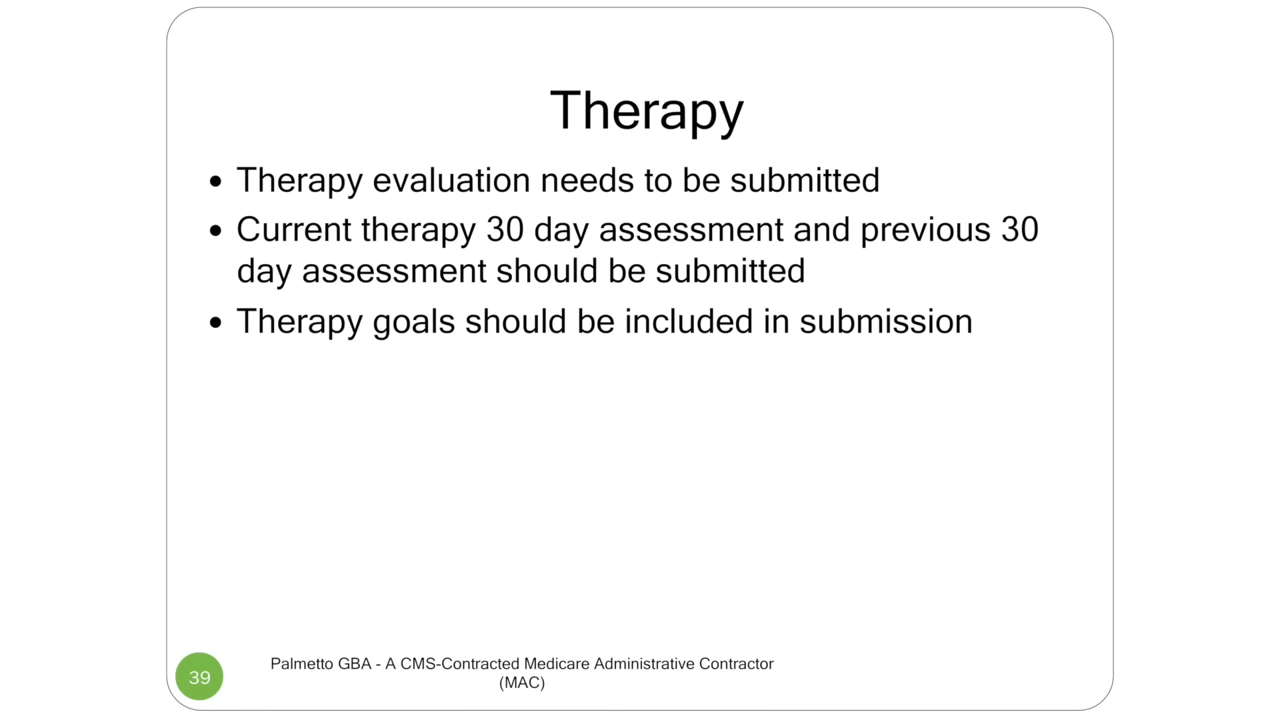 Therapy
• Therapy evaluation needs to be submitted
• Current therapy 30 day assessment and previous 30
day assessment should be submitted
• Therapy goals should be included in submission
39
Palmetto GBA - A CMS-Contracted Medicare Administrative Contractor
(MAC)